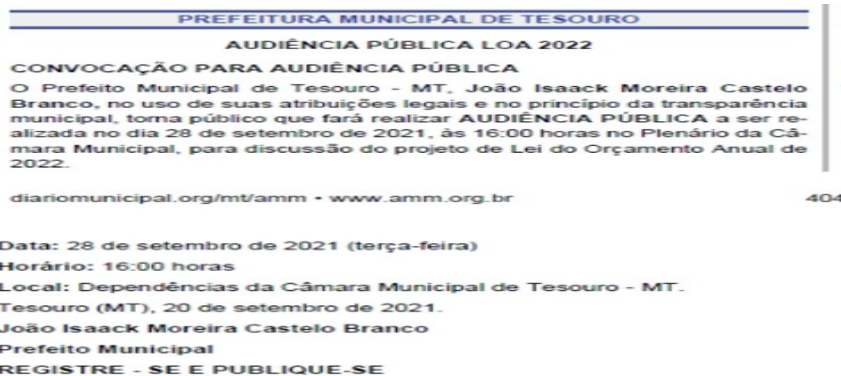 PREFEITURA MUNICIPAL DE TESOURO
AUDIÊNCIA PÚBLICA LOA 2022
CONVOCAÇÃO PARA AUDIÊNCIA PÚBLICA
O Prefeito Municipal de Tesouro - MT, João Isaack Moreira Castelo
Branco, no uso de suas atribuições legais e no princípio da transparência
municipal, torna público que fará realizar AUDIÊNCIA PÚBLICA a ser re-
alizada no dia 28 de setembro de 2021, às 16:00 horas no Plenário da Câ-
mara Municipal, para discussão do projeto de Lei do Orçamento Anual de
2022.
diariomunicipal.org/mt/amm • www.amm.org.br 404
Data: 28 de setembro de 2021 (terça-feira)
Horário: 16:00 horas
Local: Dependências da Câmara Municipal de Tesouro - MT.
Tesouro (MT), 20 de setembro de 2021.
João Isaack Moreira Castelo Branco
Prefeito Municipal
REGISTRE - SE E PUBLIQUE-SE